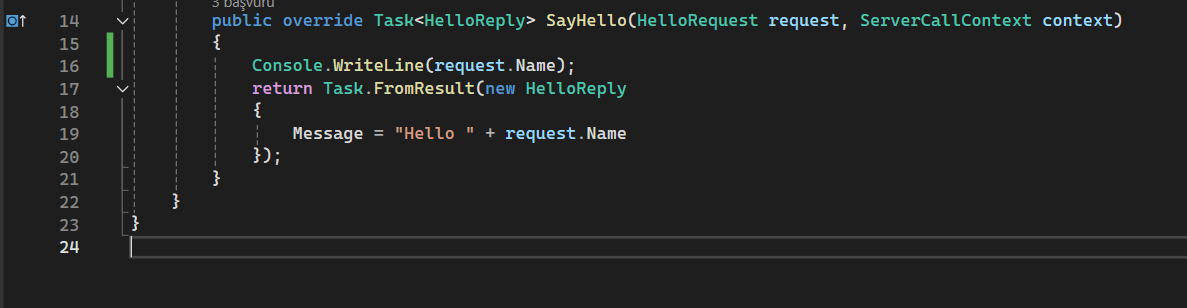 3 başvuru
14 public override Task<HelloReply> SayHello(HelloRequest request, ServerCallContext context)
15 {
16 Console.WriteLine(request.Name);
17 return Task.FromResult(new HelloReply
18 {
19 Message = "Hello " + request.Name
20 });
21 }
22 }
23 }
24